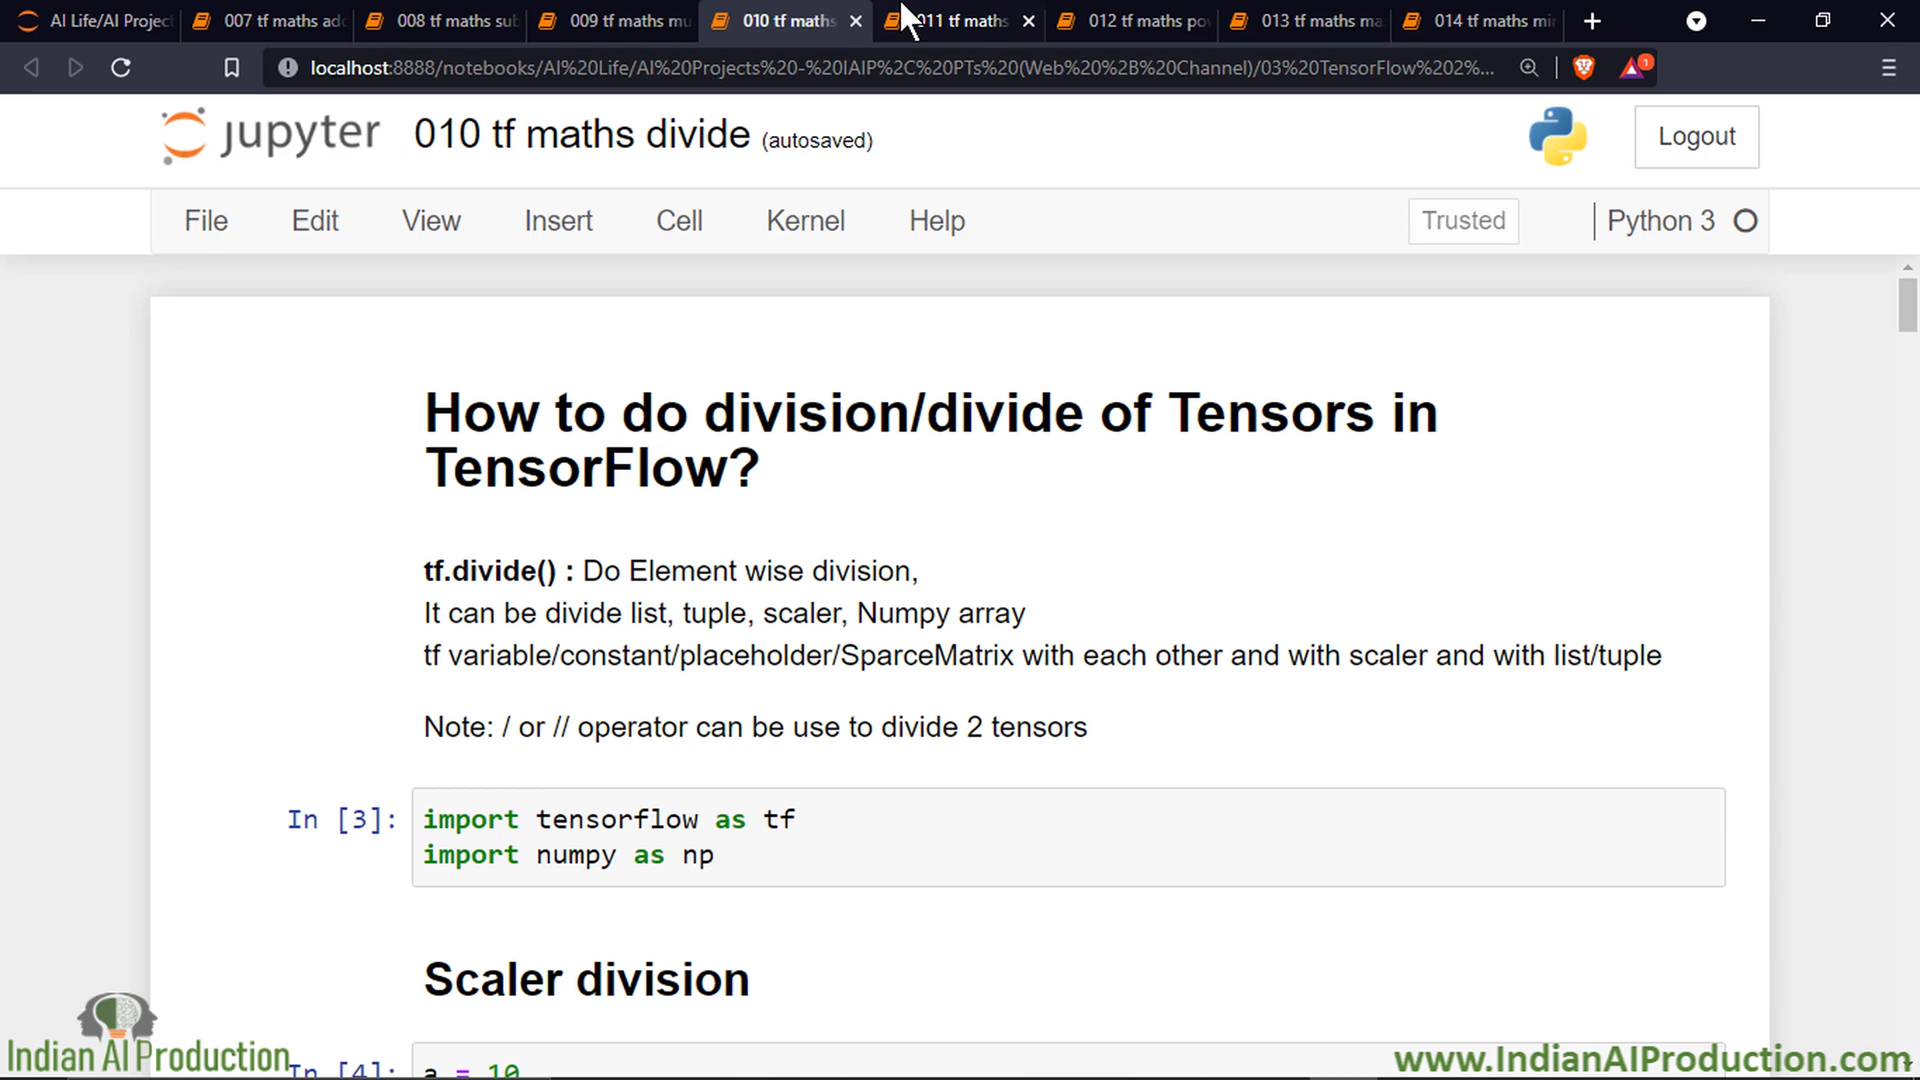 AI Life/AI Project
007 tf maths add
008 tf maths sub
009 tf maths mu
010 tf maths
011 tf maths
012 tf maths po
013 tf maths ma
014 tf maths mi
localhost:8888/notebooks/AI%20Life/AI%20Projects%20-%20IAIP%2C%20PTs%20(Web%20%2B%20Channel)/03%20TensorFlow%202%...
1
jupyter
010 tf maths divide (autosaved)
Logout
File
Edit
View
Insert
Cell
Kernel
Help
Trusted
Python 3
How to do division/divide of Tensors in
TensorFlow?
tf.divide() : Do Element wise division,
It can be divide list, tuple, scaler, Numpy array
tf variable/constant/placeholder/SparceMatrix with each other and with scaler and with list/tuple
Note: / or // operator can be use to divide 2 tensors
In [3]:
import tensorflow as tf
import numpy as np
Scaler division
In [4]:
a = 10
Indian AI Production
www.IndianAIProduction.com